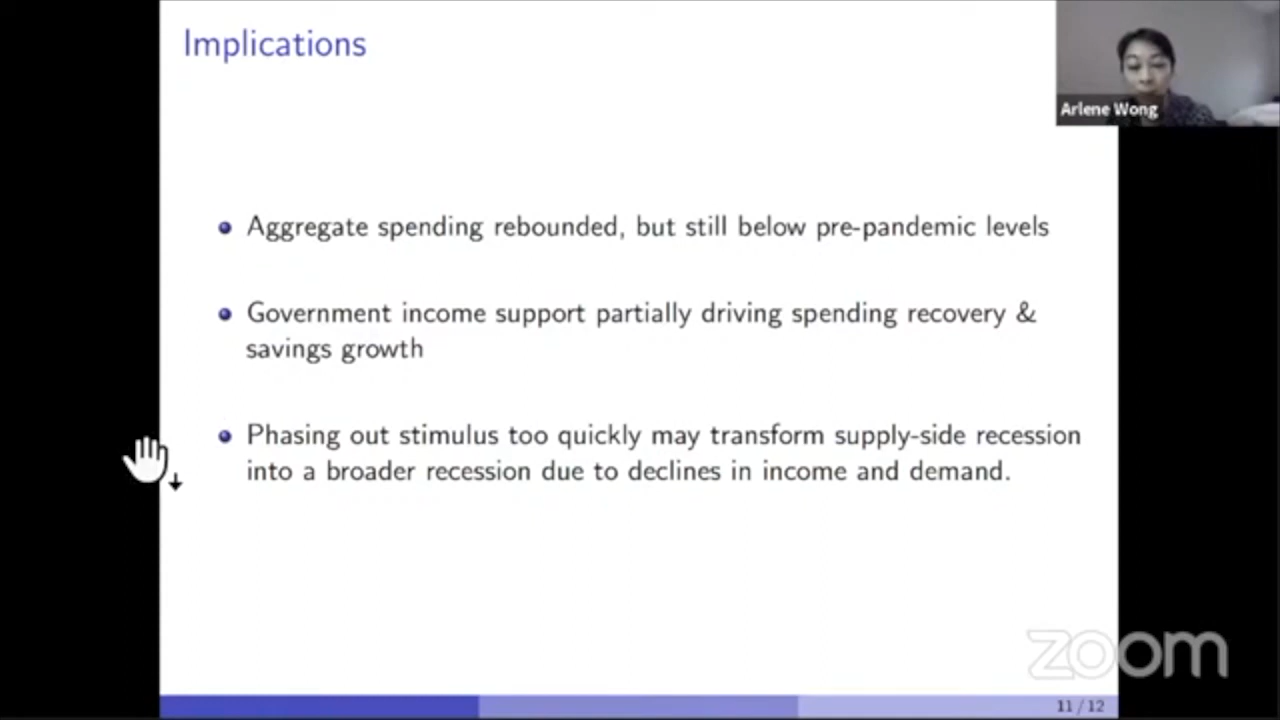 Implications
Arlene Wong
Aggregate spending rebounded, but still below pre-pandemic levels
Government income support partially driving spending recovery &
savings growth
Phasing out stimulus too quickly may transform supply-side recession
into a broader recession due to declines in income and demand.
zoom
11 / 12